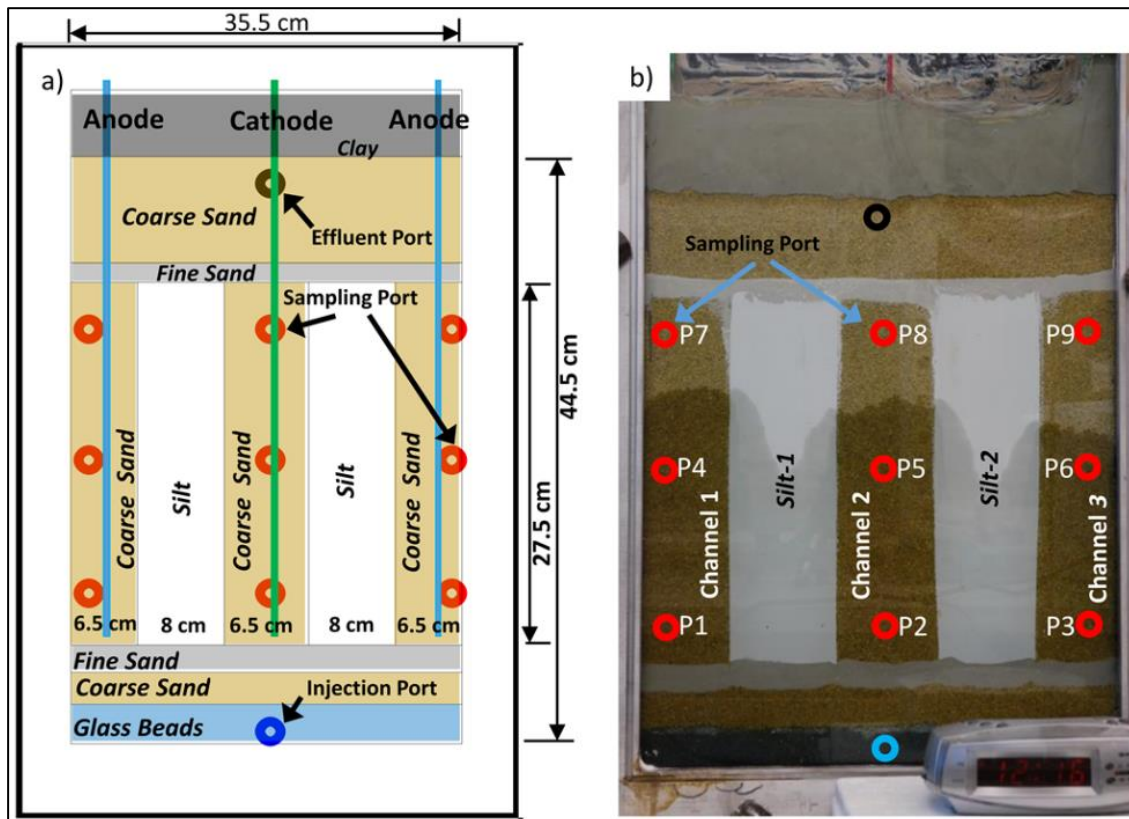 35.5 cm
a)
Anode
Cathode
Anode
Clay
Coarse Sand
Effluent Port
Fine Sand
Sampling Port
Coarse Sand
Silt
Coarse Sand
Silt
Coarse Sand
27.5 cm
44.5 cm
6.5 cm
8 cm
6.5 cm
8 cm
6.5 cm
Fine Sand
Coarse Sand
Injection Port
Glass Beads
b)
Sampling Port
P7
P8
P9
P4
P5
P6
Channel 1
Silt-1
Channel 2
Silt-2
Channel 3
P1
P2
P3
12:16